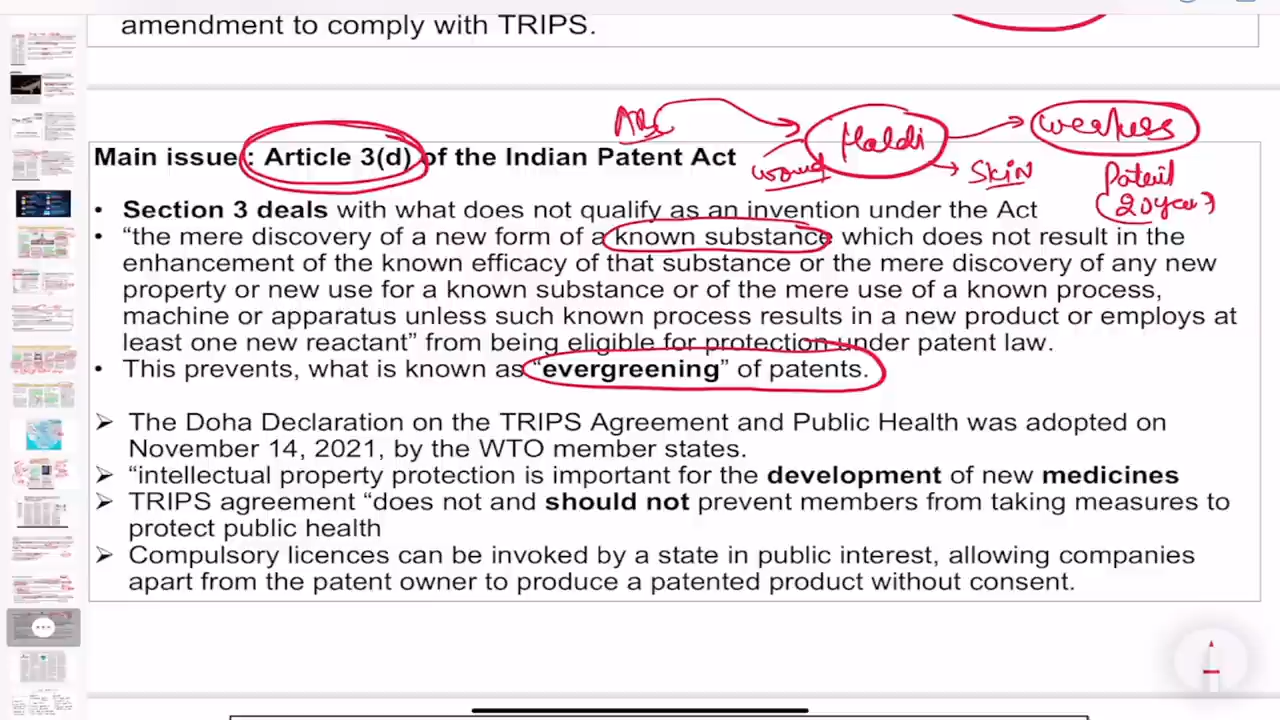 amendment to comply with TRIPS.
Haldi
weakness
wound
SKIN
Patent
(20 year)
Main issue: Article 3(d) of the Indian Patent Act
• Section 3 deals with what does not qualify as an invention under the Act
• “the mere discovery of a new form of a known substance which does not result in the
enhancement of the known efficacy of that substance or the mere discovery of any new
property or new use for a known substance or of the mere use of a known process,
machine or apparatus unless such known process results in a new product or employs at
least one new reactant” from being eligible for protection under patent law.
• This prevents, what is known as “evergreening” of patents.
➢ The Doha Declaration on the TRIPS Agreement and Public Health was adopted on
November 14, 2021, by the WTO member states.
➢ “intellectual property protection is important for the development of new medicines
➢ TRIPS agreement “does not and should not prevent members from taking measures to
protect public health
➢ Compulsory licences can be invoked by a state in public interest, allowing companies
apart from the patent owner to produce a patented product without consent.